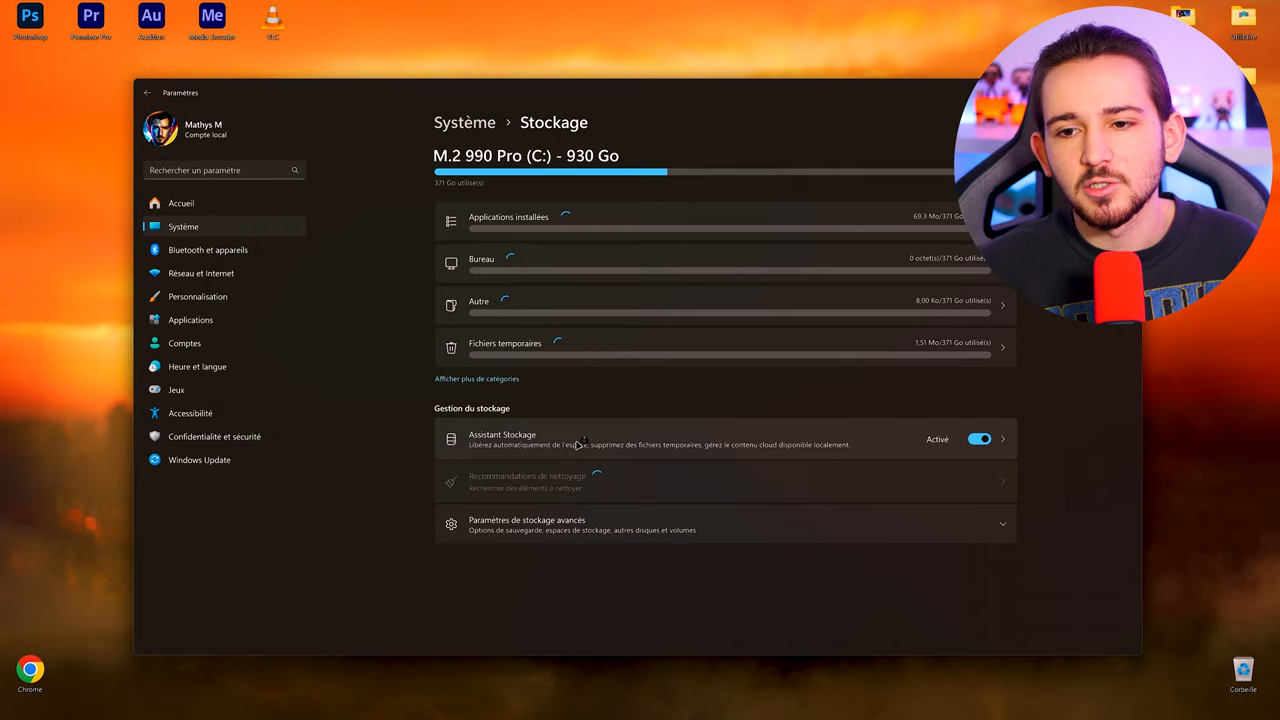 Ps
Pr
Au
Me
Photoshop
Premiere Pro
Audition
Media Encoder
VLC
Utilitaire
Paramètres
Mathys M
Compte local
Rechercher un paramètre
Accueil
Système
Bluetooth et appareils
Réseau et Internet
Personnalisation
Applications
Comptes
Heure et langue
Jeux
Accessibilité
Confidentialité et sécurité
Windows Update
Système > Stockage
M.2 990 Pro (C:) - 930 Go
371 Go utilisé(s)
Applications installées
69,3 Mo/371 Go
Bureau
0 octet(s)/371 Go utilisé(s)
Autre
8,00 Ko/371 Go utilisé(s)
Fichiers temporaires
1,51 Mo/371 Go utilisé(s)
Afficher plus de catégories
Gestion du stockage
Assistant Stockage
Libérez automatiquement de l'esp supprimez des fichiers temporaires, gérez le contenu cloud disponible localement.
Activé
Recommandations de nettoyage
Rechercher des éléments à nettoyer
Paramètres de stockage avancés
Options de sauvegarde, espaces de stockage, autres disques et volumes
Chrome
Corbeille